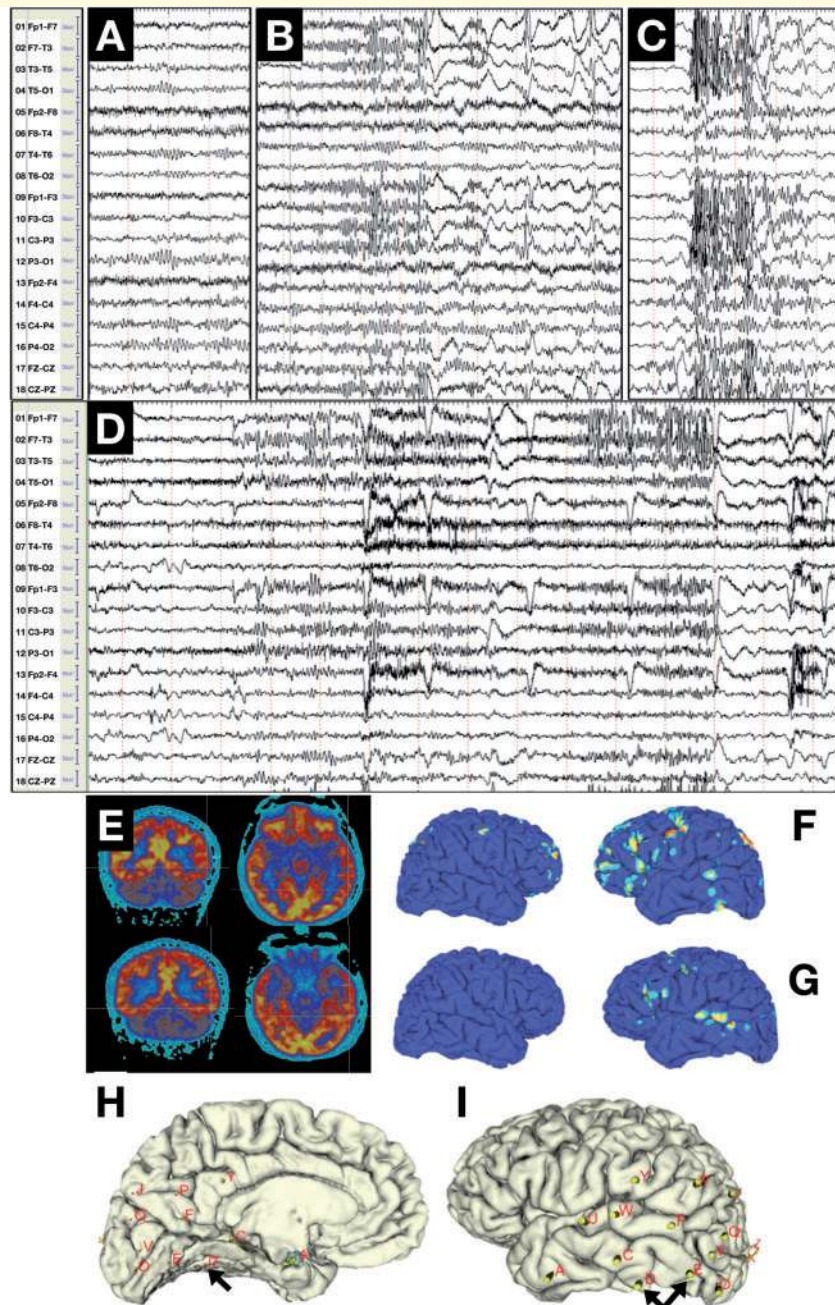 A B C
01 Fp1-F7
02 F7-T3
03 T3-T5
04 T5-O1
05 Fp2-F8
06 F8-T4
07 T4-T6
08 T6-O2
09 Fp1-F3
10 F3-C3
11 C3-P3
12 P3-O1
13 Fp2-F4
14 F4-C4
15 C4-P4
16 P4-O2
17 FZ-CZ
18 CZ-PZ
D
01 Fp1-F7
02 F7-T3
03 T3-T5
04 T5-O1
05 Fp2-F8
06 F8-T4
07 T4-T6
08 T6-O2
09 Fp1-F3
10 F3-C3
11 C3-P3
12 P3-O1
13 Fp2-F4
14 F4-C4
15 C4-P4
16 P4-O2
17 FZ-CZ
18 CZ-PZ
E F
G
H I
Y
J P
Q F
C
V E A
O
Y
U W
F Q
C
A D E
O